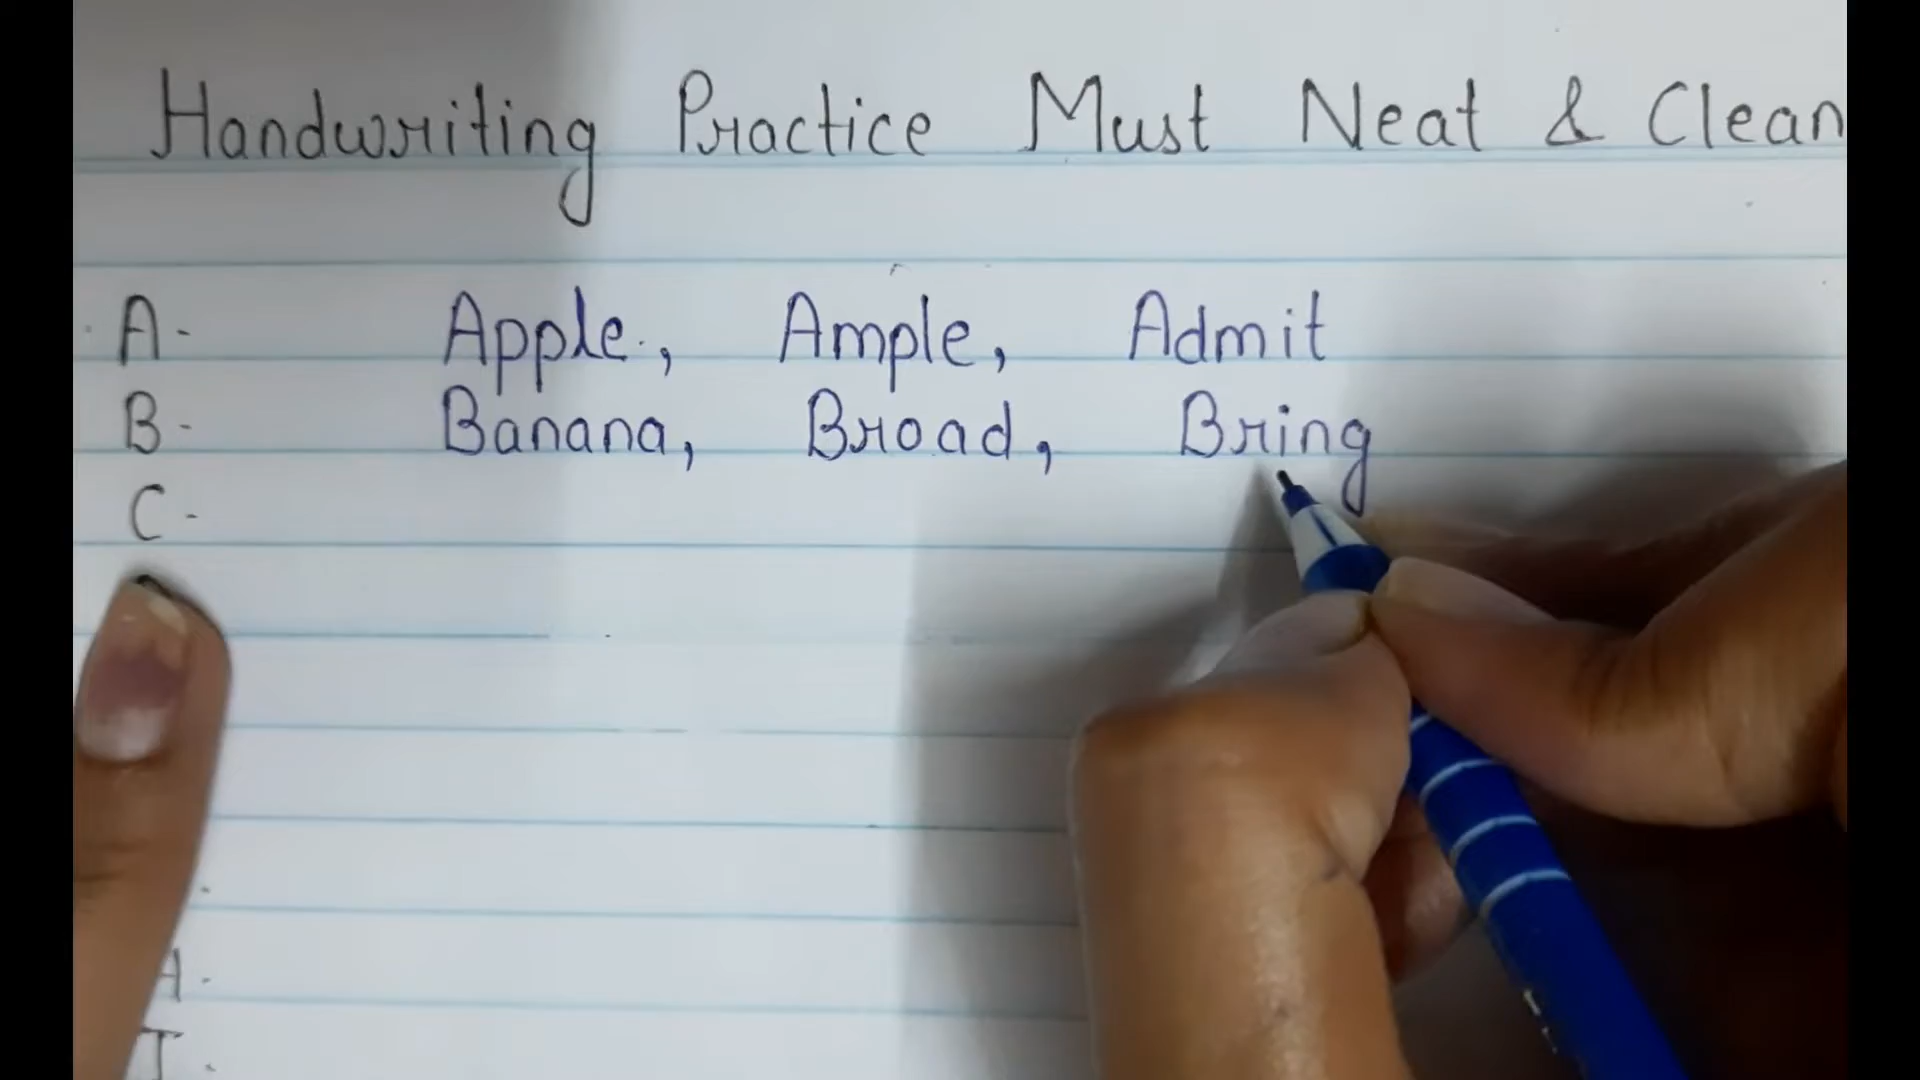 Handwriting Practice Must Neat & Clean
A- Apple, Ample, Admit
B- Banana, Broad, Bring
C-